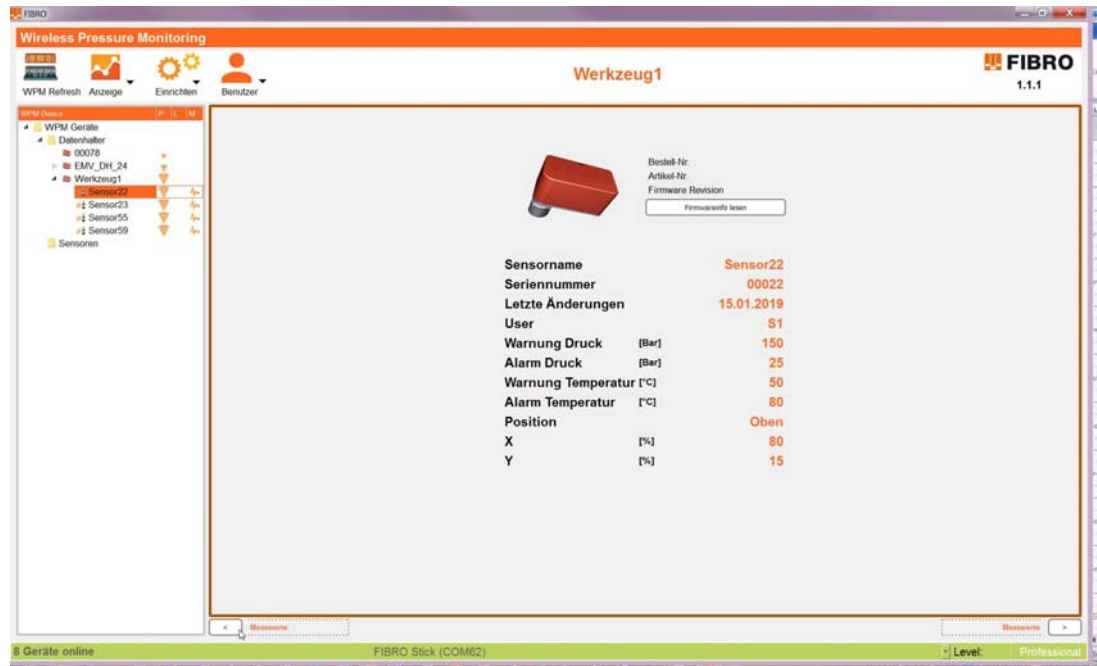 FIBRO
Wireless Pressure Monitoring
WPM Refresh
Anzeige
Einrichten
Benutzer
Werkzeug1
FIBRO
1.1.1
WPM Device P L M
WPM Geräte
Datenhalter
00078
EMV_DH_24
Werkzeug1
Sensor22
Sensor23
Sensor55
Sensor59
Sensoren
Bestell-Nr.
Artikel-Nr.
Firmware Revision
Firmwareinfo lesen
Sensorname Sensor22
Seriennummer 00022
Letzte Änderungen 15.01.2019
User S1
Warnung Druck [Bar] 150
Alarm Druck [Bar] 25
Warnung Temperatur [°C] 50
Alarm Temperatur [°C] 80
Position Oben
X [%] 80
Y [%] 15
< Messwerte
Messwerte >
8 Geräte online
FIBRO Stick (COM62)
Level: Professional